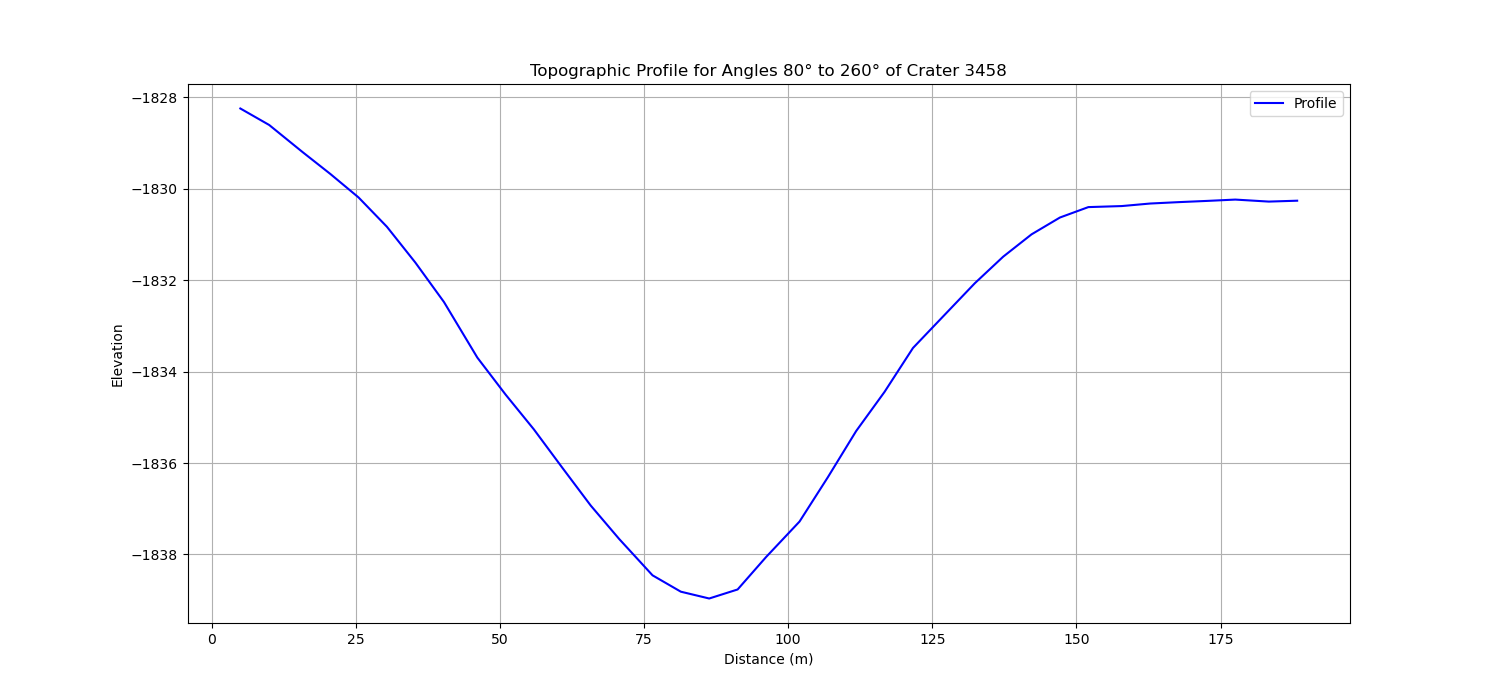 Topographic Profile for Angles 80° to 260° of Crater 3458
Profile
−1828
−1830
−1832
−1834
−1836
−1838
Elevation
0 25 50 75 100 125 150 175
Distance (m)